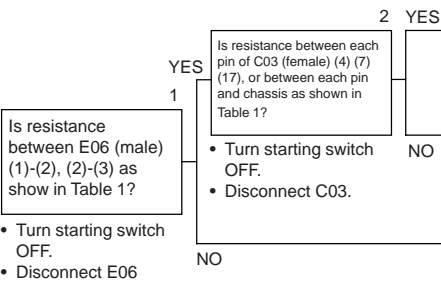 2 YES
Is resistance between each
pin of C03 (female) (4) (7)
(17), or between each pin
and chassis as shown in
Table 1?
YES
1
Is resistance
between E06 (male)
(1)-(2), (2)-(3) as
show in Table 1?
• Turn starting switch
OFF.
• Disconnect C03.
NO
• Turn starting switch
OFF.
• Disconnect E06
NO